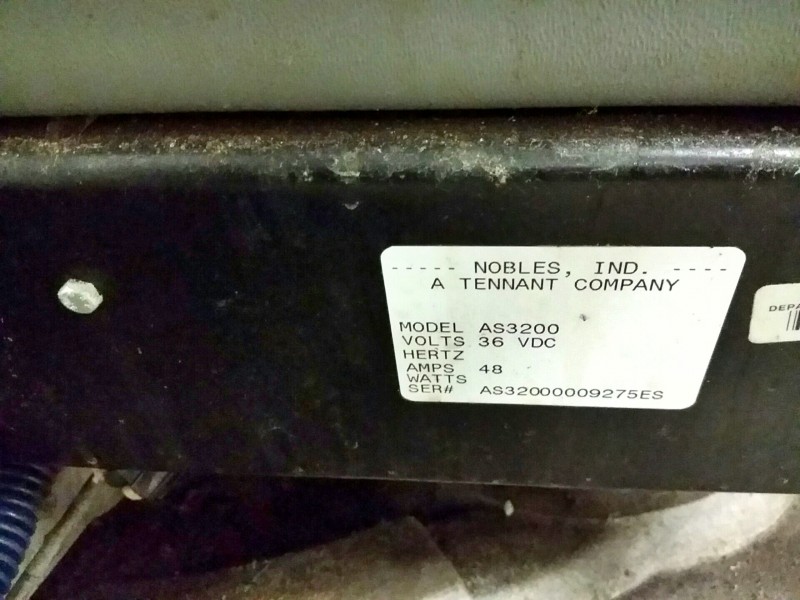 ----- NOBLES, IND. ----
A TENNANT COMPANY
MODEL AS3200
VOLTS 36 VDC
HERTZ
AMPS 48
WATTS
SER# AS32000009275ES